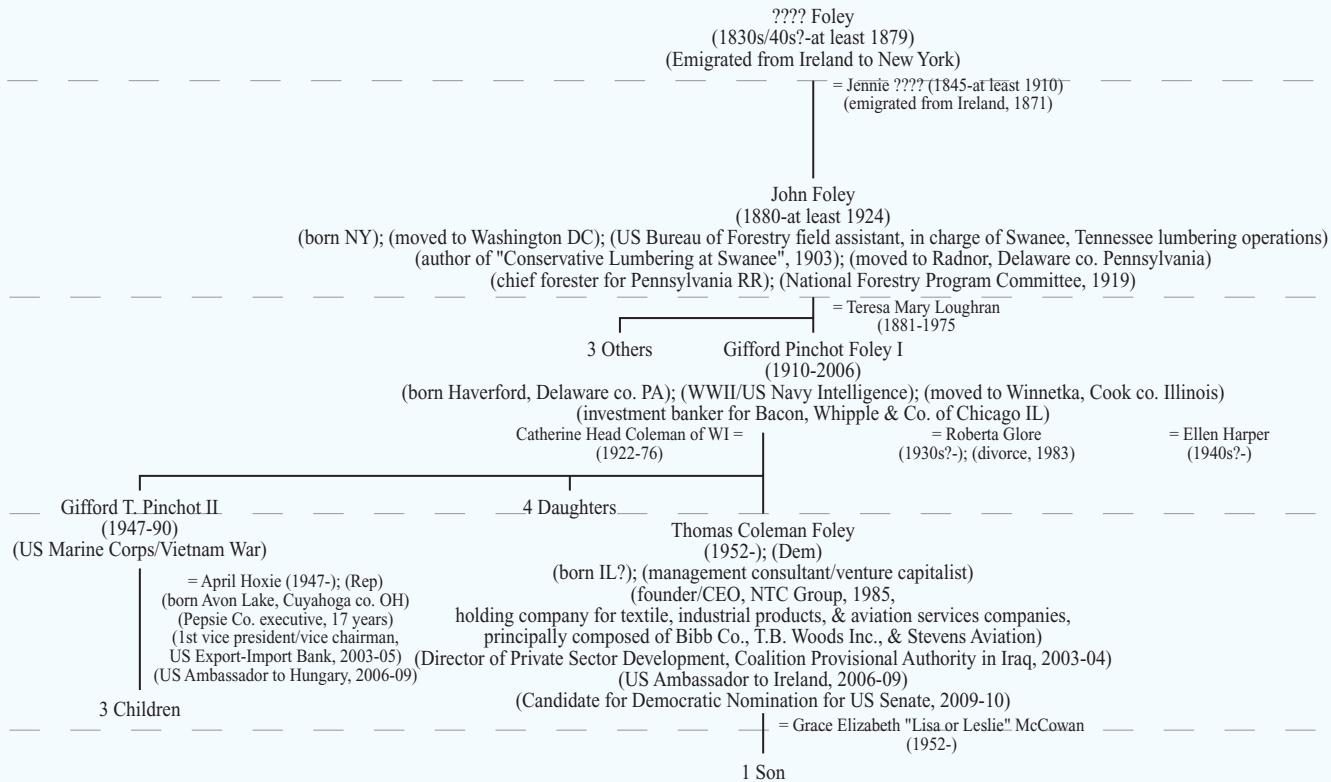 ???? Foley
(1830s/40s?-at least 1879)
(Emigrated from Ireland to New York)
= Jennie ???? (1845-at least 1910)
(emigrated from Ireland, 1871)
John Foley
(1880-at least 1924)
(born NY); (moved to Washington DC); (US Bureau of Forestry field assistant, in charge of Swanee, Tennessee lumbering operations)
(author of "Conservative Lumbering at Swanee", 1903); (moved to Radnor, Delaware co. Pennsylvania)
(chief forester for Pennsylvania RR); (National Forestry Program Committee, 1919)
= Teresa Mary Loughran
(1881-1975
3 Others
Gifford Pinchot Foley I
(1910-2006)
(born Haverford, Delaware co. PA); (WWII/US Navy Intelligence); (moved to Winnetka, Cook co. Illinois)
(investment banker for Bacon, Whipple & Co. of Chicago IL)
Catherine Head Coleman of WI =
(1922-76)
= Roberta Glore
(1930s?-); (divorce, 1983)
= Ellen Harper
(1940s?-)
Gifford T. Pinchot II
(1947-90)
(US Marine Corps/Vietnam War)
= April Hoxie (1947-); (Rep)
(born Avon Lake, Cuyahoga co. OH)
(Pepsie Co. executive, 17 years)
(1st vice president/vice chairman,
US Export-Import Bank, 2003-05)
(US Ambassador to Hungary, 2006-09)
3 Children
4 Daughters
Thomas Coleman Foley
(1952-); (Dem)
(born IL?); (management consultant/venture capitalist)
(founder/CEO, NTC Group, 1985,
holding company for textile, industrial products, & aviation services companies,
principally composed of Bibb Co., T.B. Woods Inc., & Stevens Aviation)
(Director of Private Sector Development, Coalition Provisional Authority in Iraq, 2003-04)
(US Ambassador to Ireland, 2006-09)
(Candidate for Democratic Nomination for US Senate, 2009-10)
= Grace Elizabeth "Lisa or Leslie" McCowan
(1952-)
1 Son